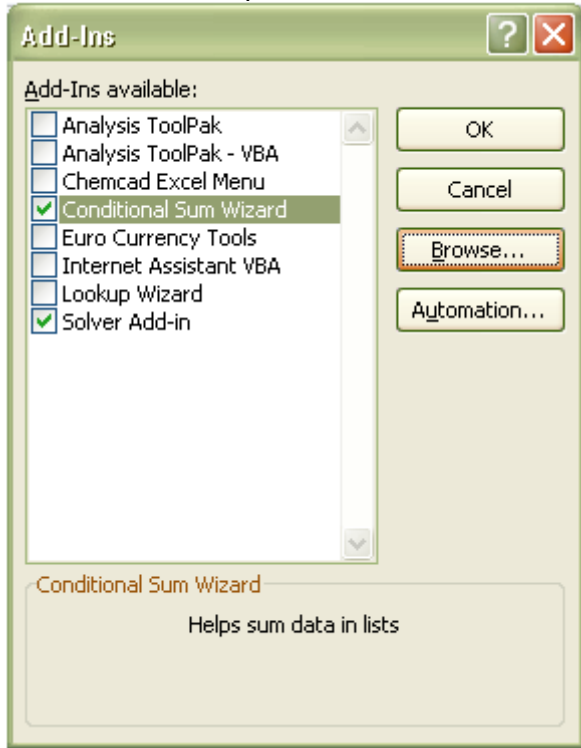 Add-Ins
Add-Ins available:
Analysis ToolPak
Analysis ToolPak - VBA
Chemcad Excel Menu
Conditional Sum Wizard
Euro Currency Tools
Internet Assistant VBA
Lookup Wizard
Solver Add-in
OK
Cancel
Browse...
Automation...
Conditional Sum Wizard
Helps sum data in lists